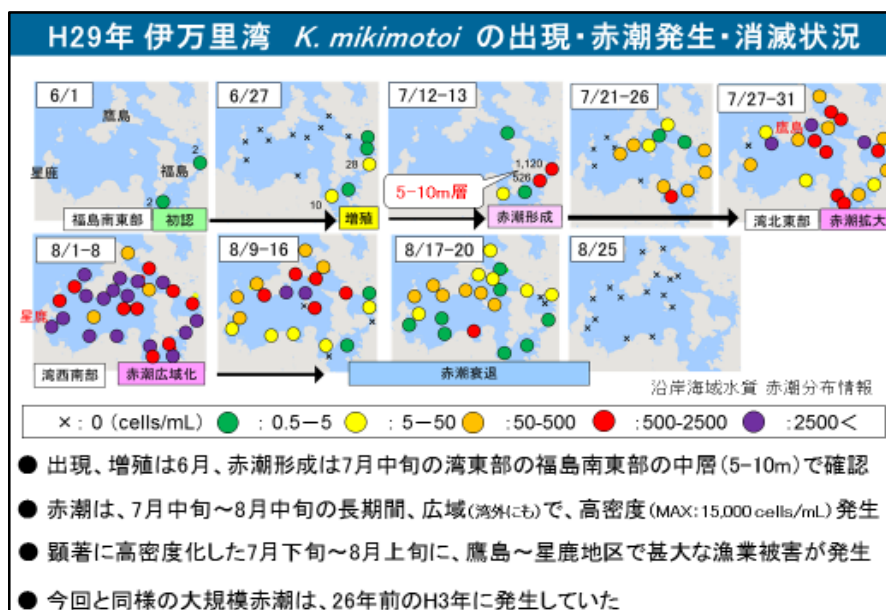 H29年 伊万里湾 K. mikimotoi の出現・赤潮発生・消滅状況
6/1
鷹島
星鹿
福島
2
2
福島南東部
初認
6/27
28
10
増殖
7/12-13
1,120
526
5-10m層
赤潮形成
7/21-26
7/27-31
鷹島
湾北東部
赤潮拡大
8/1-8
星鹿
湾西南部
赤潮広域化
8/9-16
8/17-20
赤潮衰退
8/25
沿岸海域水質 赤潮分布情報
×:0 (cells/mL) :0.5-5 :5-50 :50-500 :500-2500 :2500<
● 出現、増殖は6月、赤潮形成は7月中旬の湾東部の福島南東部の中層(5-10m)で確認
● 赤潮は、7月中旬~8月中旬の長期間、広域(湾外にも)で、高密度(MAX:15,000 cells/mL)発生
● 顕著に高密度化した7月下旬~8月上旬に、鷹島~星鹿地区で甚大な漁業被害が発生
● 今回と同様の大規模赤潮は、26年前のH3年に発生していた